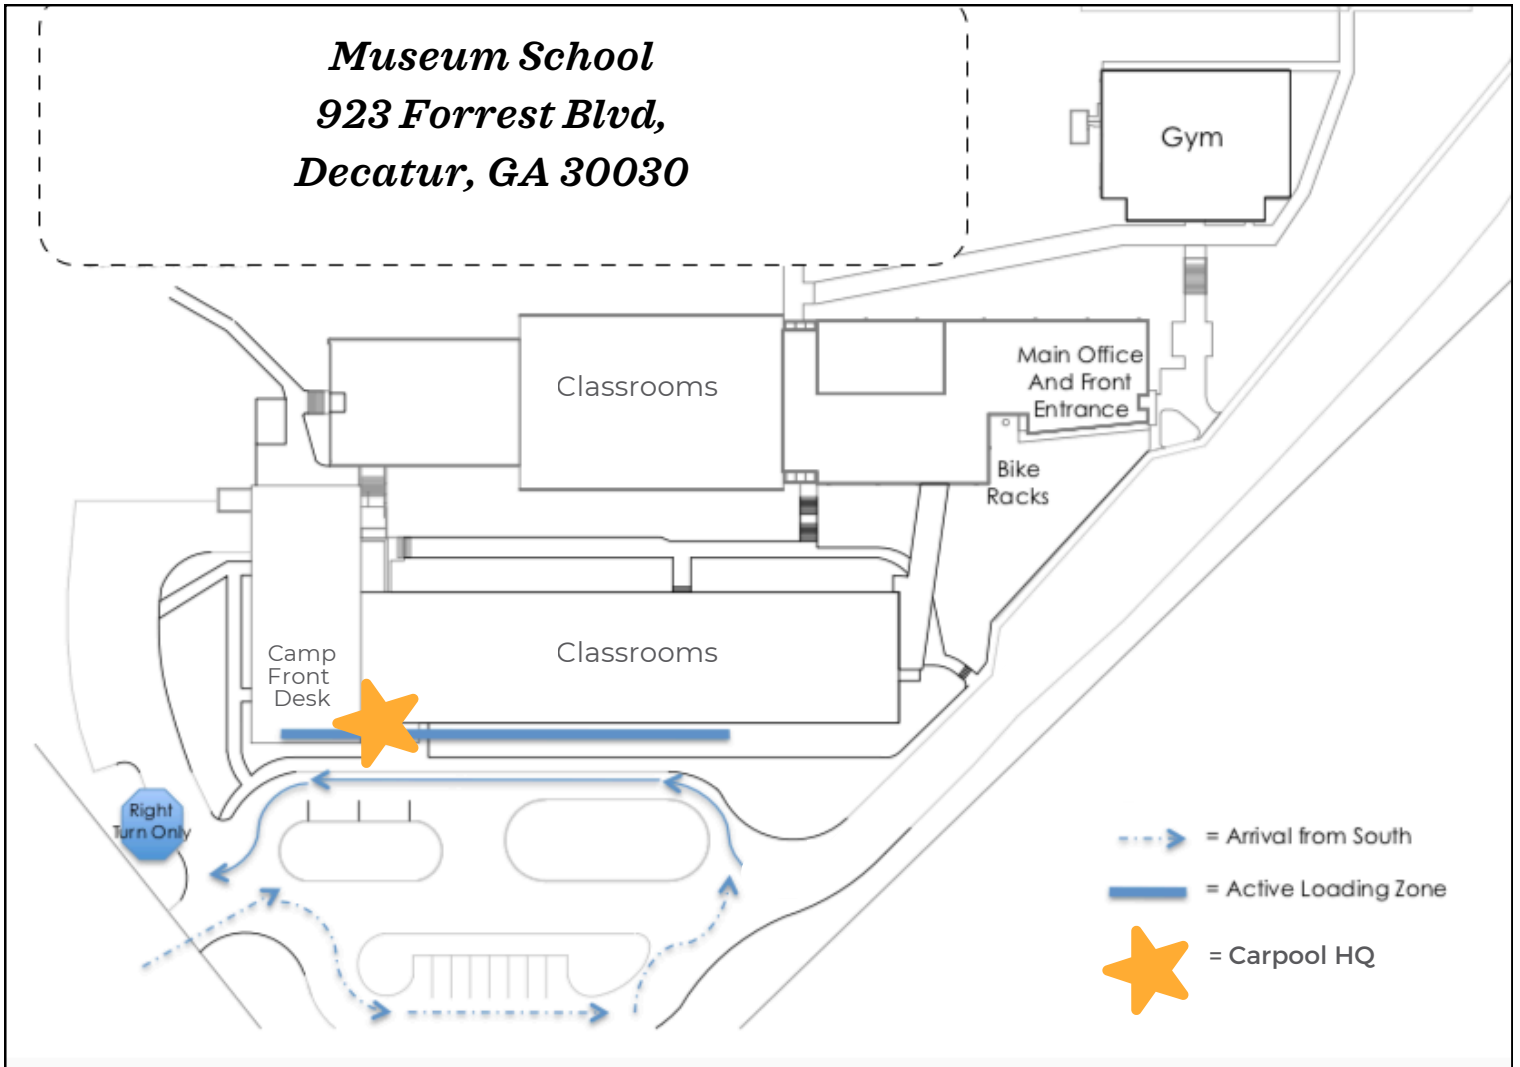 Museum School
923 Forrest Blvd,
Decatur, GA 30030
Gym
Classrooms
Main Office
And Front
Entrance
Bike
Racks
Classrooms
Camp
Front
Desk
Right
Turn Only
= Arrival from South
= Active Loading Zone
= Carpool HQ